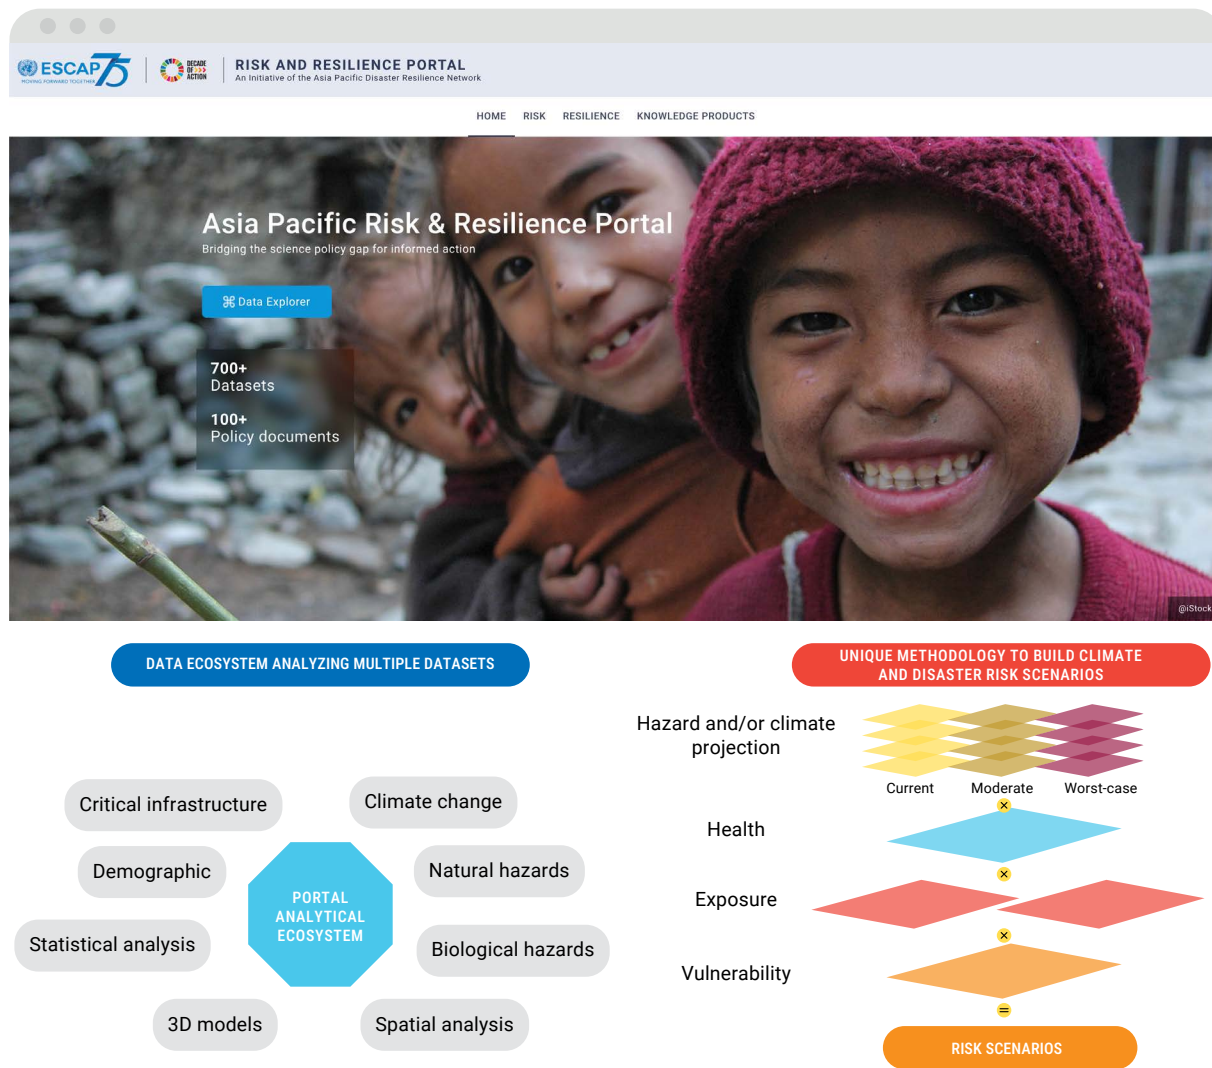 ESCAP 75
MOVING FORWARD TOGETHER
DECADE
OF >>>
ACTION
RISK AND RESILIENCE PORTAL
An Initiative of the Asia Pacific Disaster Resilience Network
HOME RISK RESILIENCE KNOWLEDGE PRODUCTS
Asia Pacific Risk & Resilience Portal
Bridging the science policy gap for informed action
⌘ Data Explorer
700+
Datasets
100+
Policy documents
@iStock
DATA ECOSYSTEM ANALYZING MULTIPLE DATASETS
Critical infrastructure
Climate change
Demographic
Natural hazards
PORTAL
ANALYTICAL
ECOSYSTEM
Statistical analysis
Biological hazards
3D models
Spatial analysis
UNIQUE METHODOLOGY TO BUILD CLIMATE
AND DISASTER RISK SCENARIOS
Hazard and/or climate
projection
Current Moderate Worst-case
×
Health
×
Exposure
×
Vulnerability
=
RISK SCENARIOS